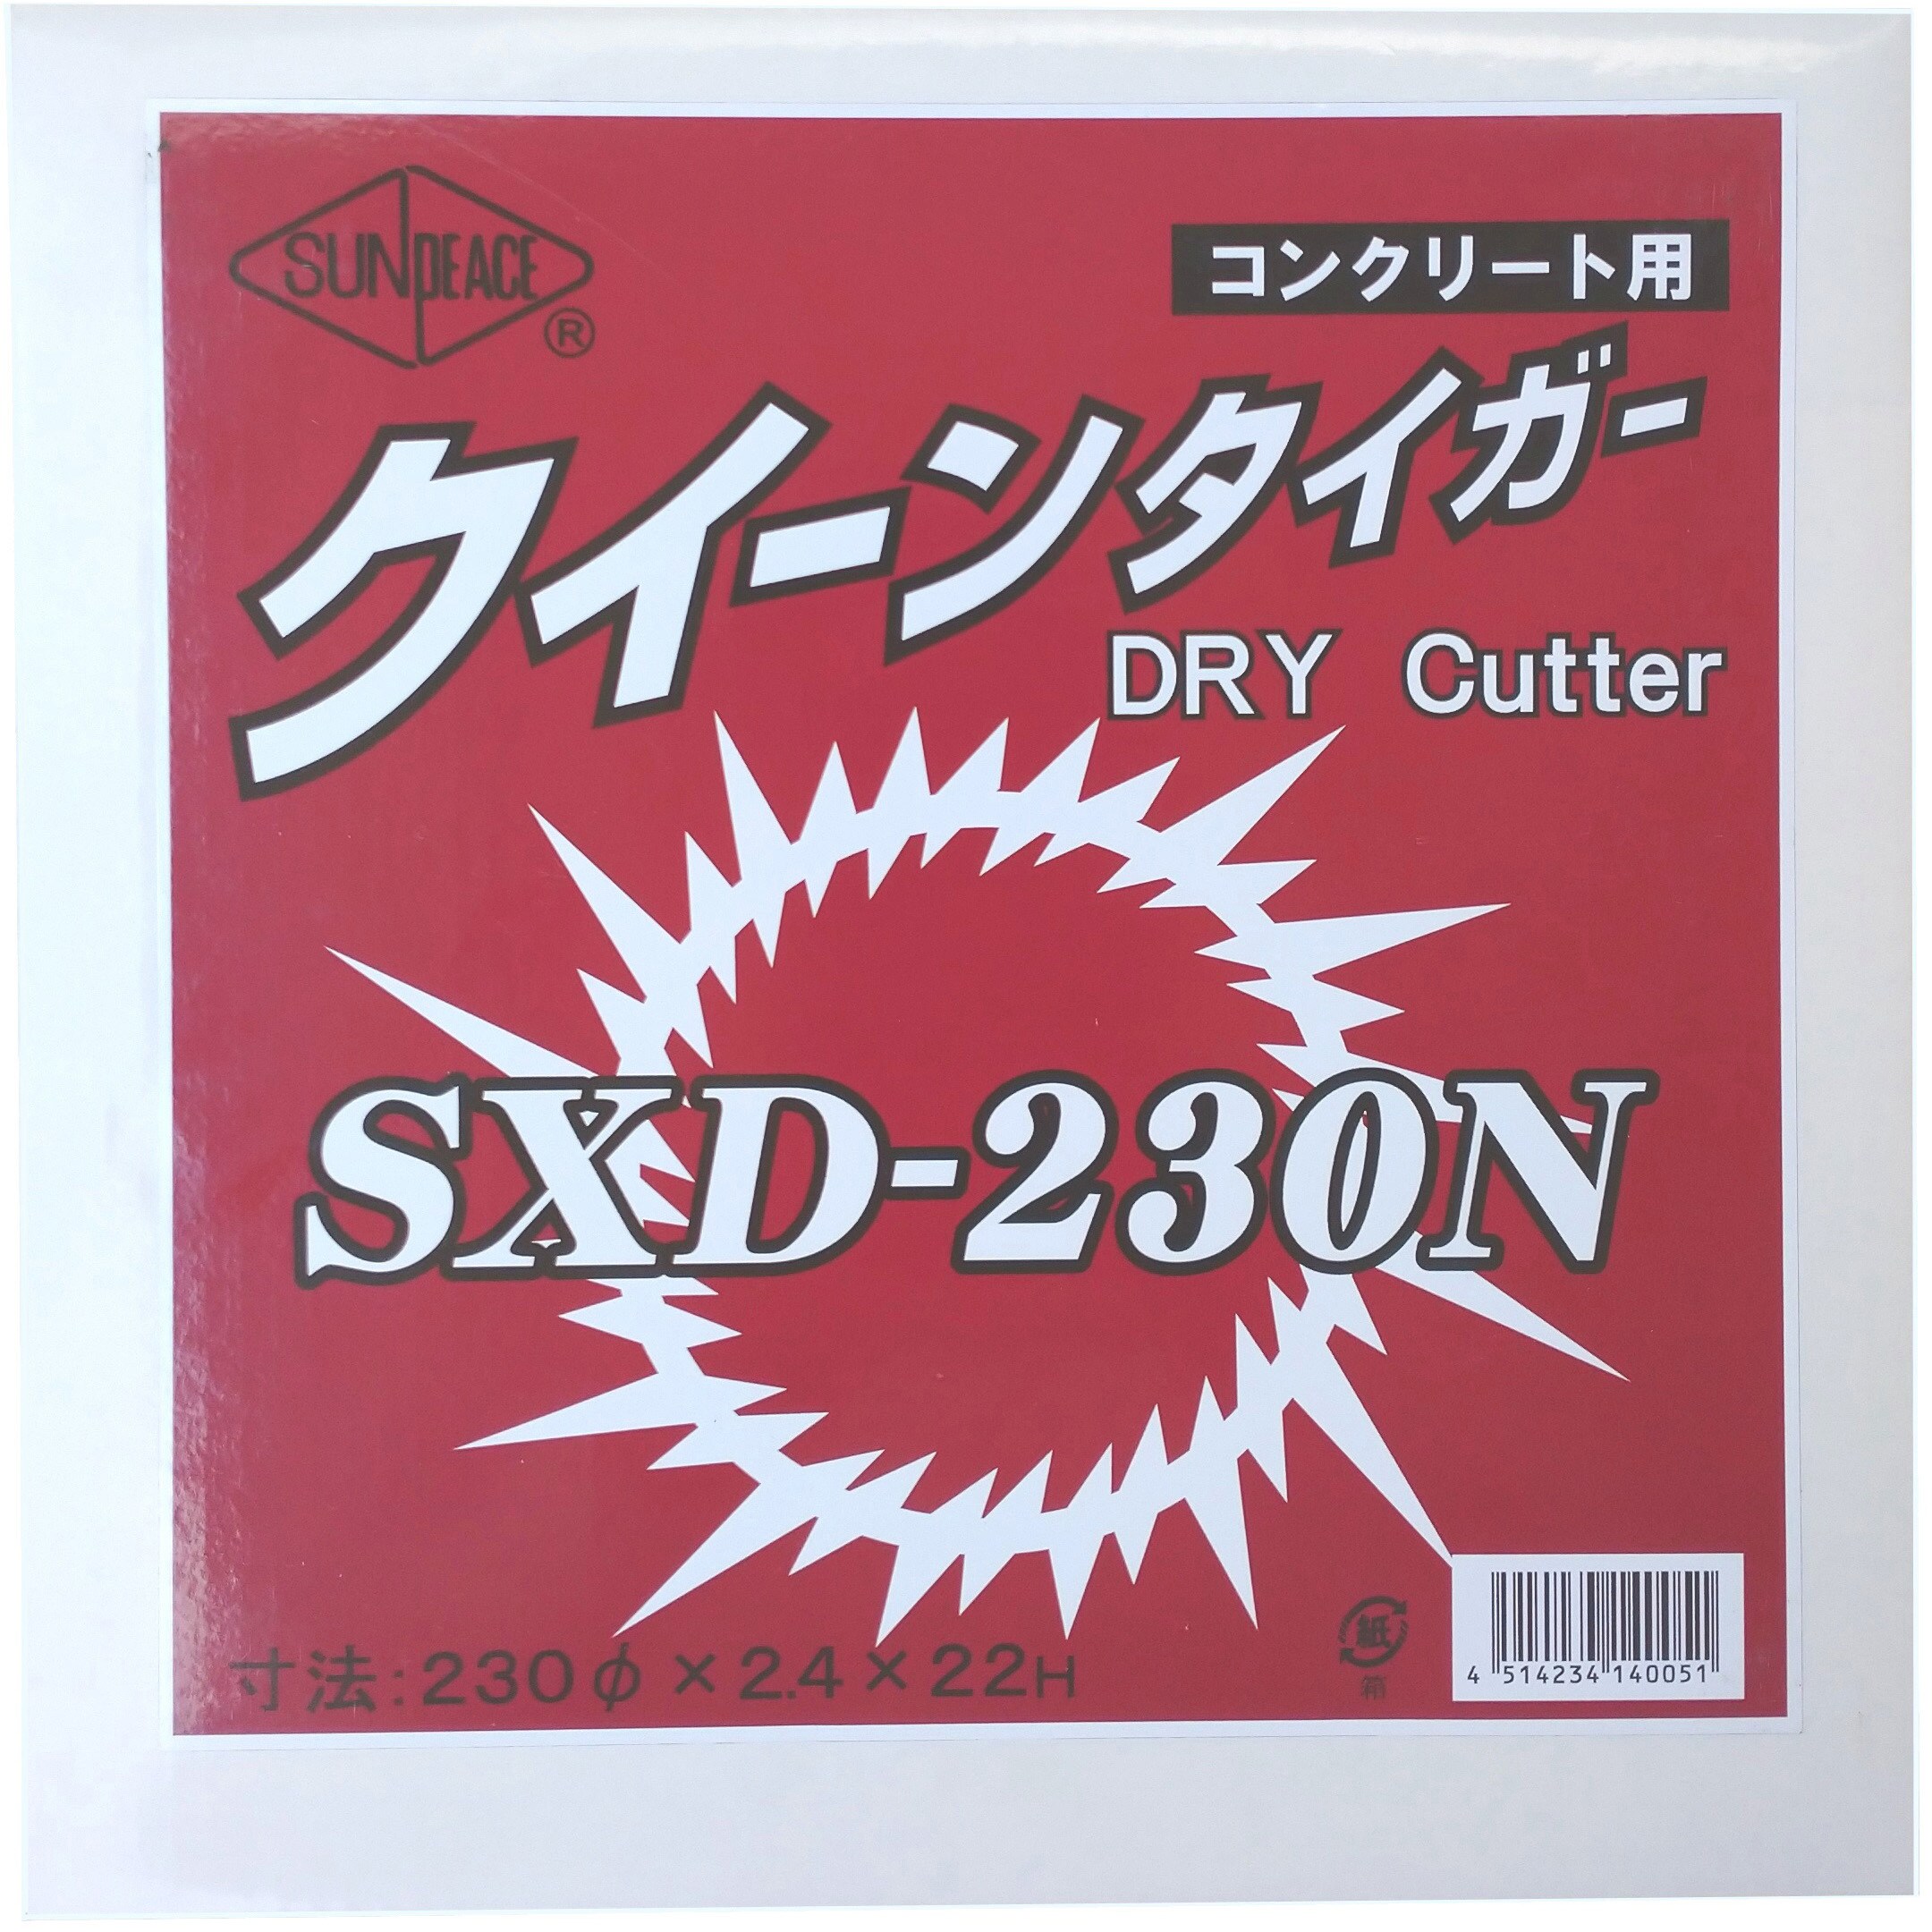 SUNPEACE
®
コンクリート用
クイーンタイガー
DRY Cutter
SXD-230N
寸法:230φ×2.4×22H
紙
箱
4 514234 140051